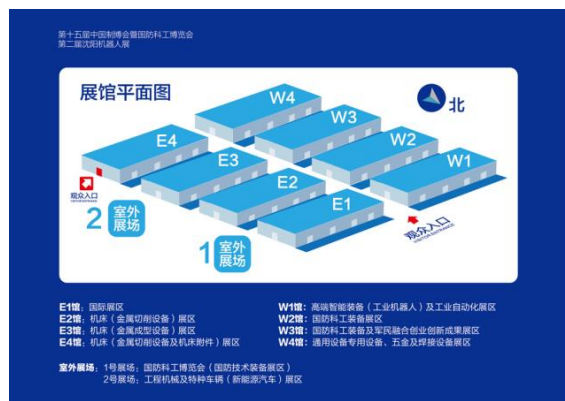 第十五届中国制博会暨国防科工博览会
第二届沈阳机器人展
展馆平面图
北
W4
W3
W2
W1
E4
E3
E2
E1
观众入口
VISITOR ENTRANCE
2 室外展场
1 室外展场
观众入口
VISITOR ENTRANCE
E1馆：国际展区
E2馆：机床（金属切削设备）展区
E3馆：机床（金属成型设备）展区
E4馆：机床（金属切削设备及机床附件）展区
W1馆：高端智能装备（工业机器人）及工业自动化展区
W2馆：国防科工装备展区
W3馆：国防科工装备及军民融合创业创新成果展区
W4馆：通用设备专用设备、五金及焊接设备展区
室外展场：1号展场：国防科工博览会（国防技术装备展区）
2号展场：工程机械及特种车辆（新能源汽车）展区